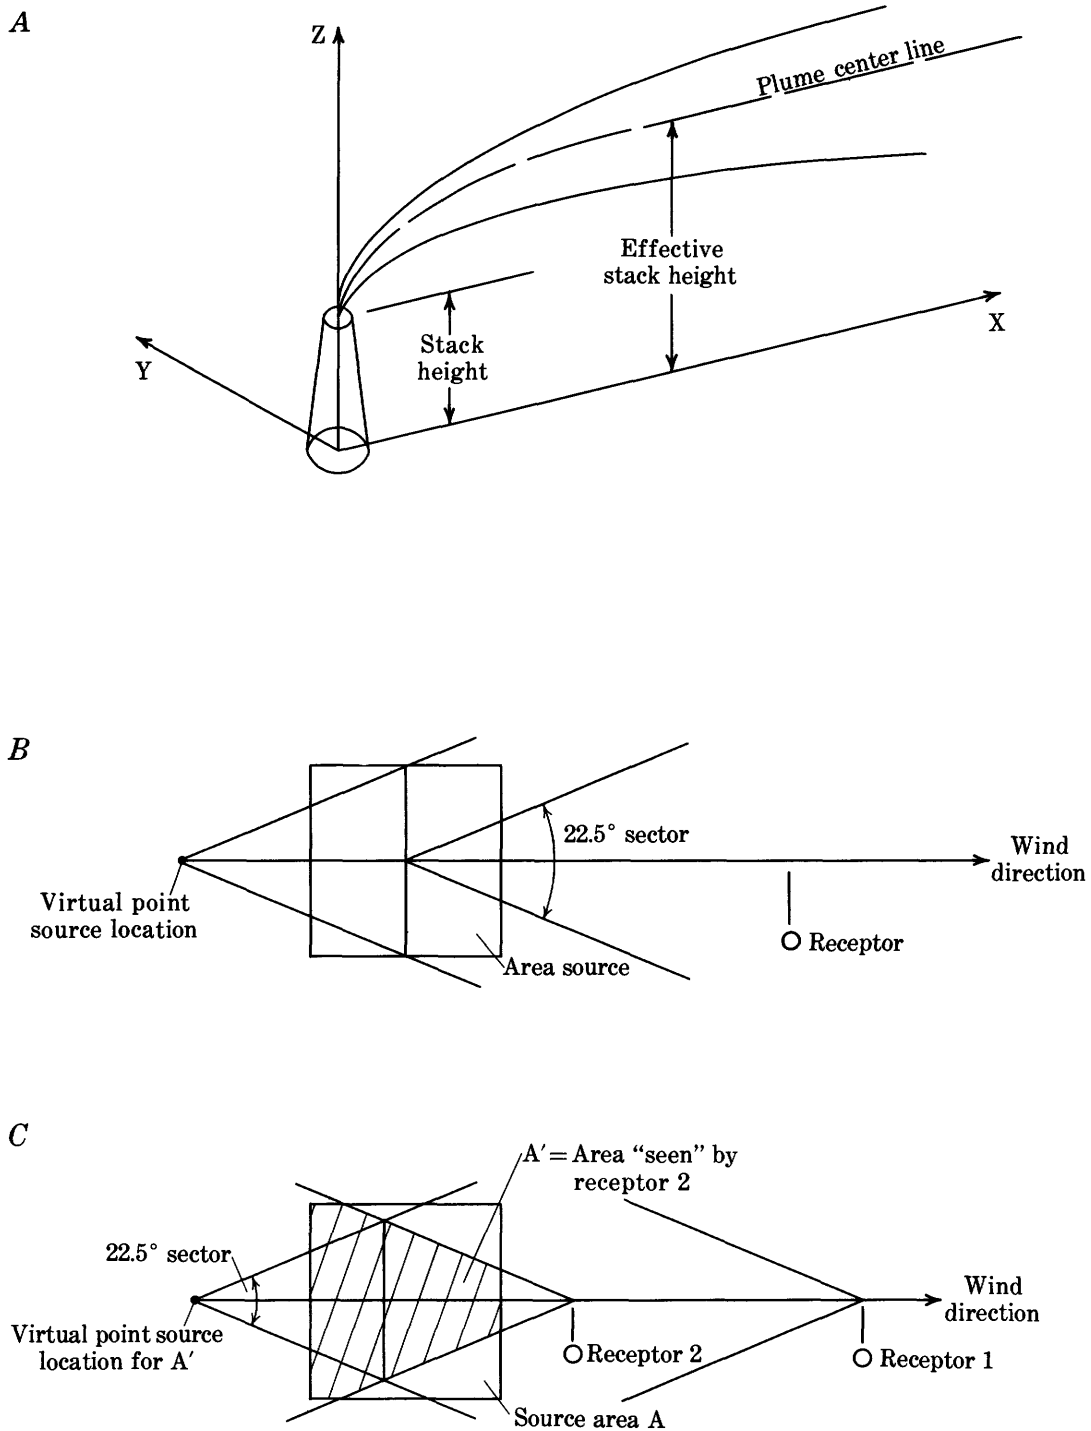 A
Z
Plume center line
Effective
stack height
X
Stack
height
Y
B
22.5° sector
Wind
direction
Virtual point
source location
Receptor
Area source
C
A′ = Area “seen” by
receptor 2
22.5° sector
Wind
direction
Virtual point source
location for A′
Receptor 2
Receptor 1
Source area A